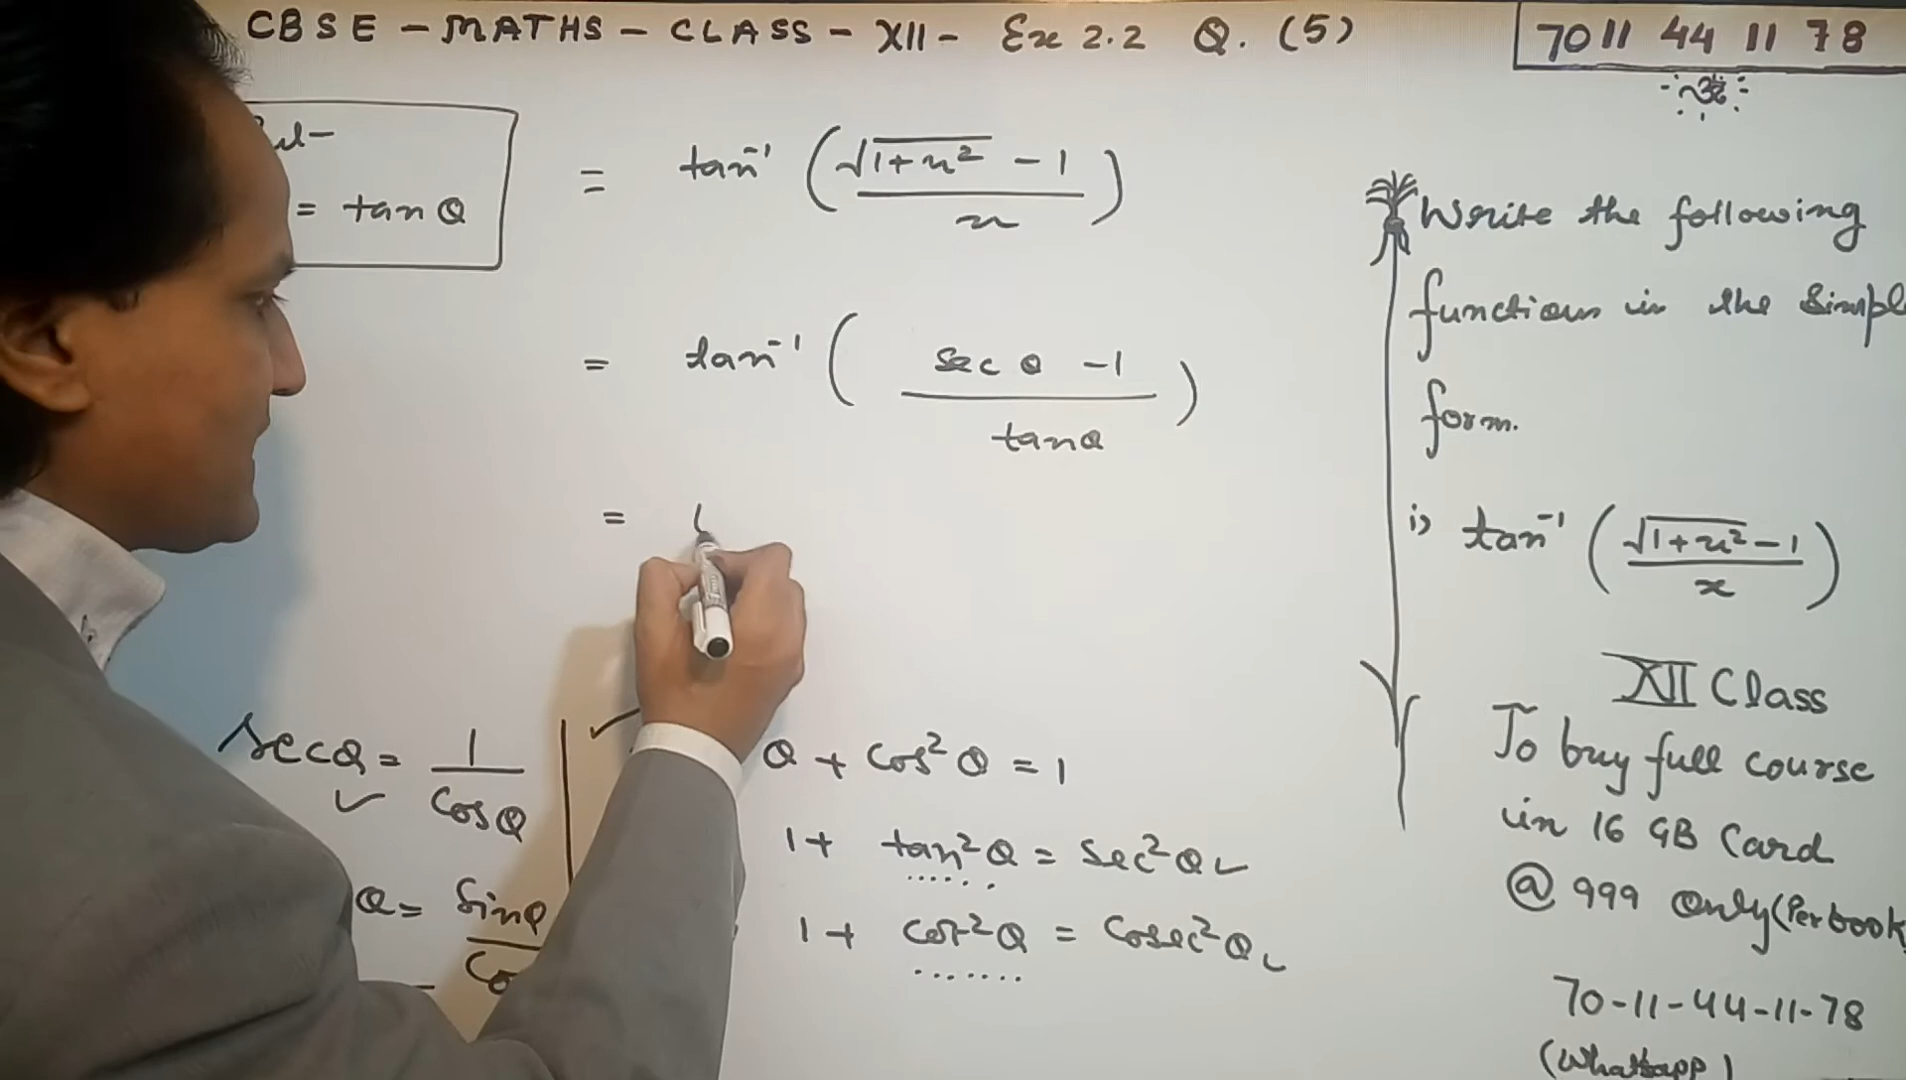 CBSE - MATHS - CLASS - XII - Ex 2.2 Q. (5)
70 11 44 11 78
= tan θ
= tan⁻¹ (√(1+x²) - 1 / x)
= tan⁻¹ (sec θ - 1 / tan θ)
=
sec θ = 1 / cos θ
θ = sin θ
θ + cos² θ = 1
1 + tan² θ = sec² θ
1 + cot² θ = cosec² θ
Write the following
functions in the Simpl
form.
i) tan⁻¹ (√(1+x²) - 1 / x)
XII Class
To buy full course
in 16 GB Card
@ 999 Only (Per book
70-11-44-11-78
(Whatsapp)